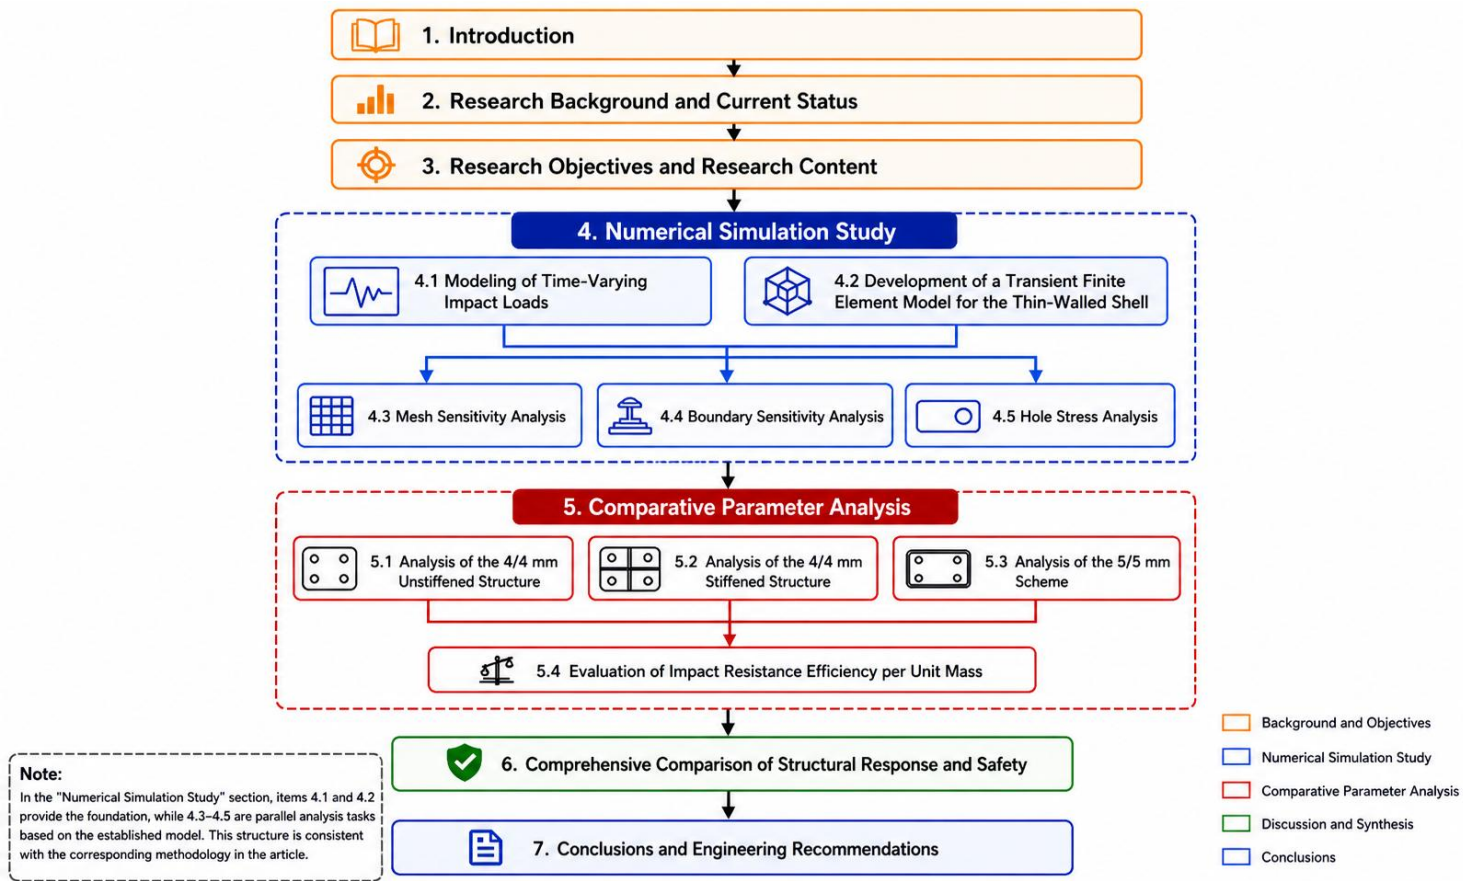 1. Introduction
2. Research Background and Current Status
3. Research Objectives and Research Content
4. Numerical Simulation Study
4.1 Modeling of Time-Varying
Impact Loads
4.2 Development of a Transient Finite
Element Model for the Thin-Walled Shell
4.3 Mesh Sensitivity Analysis
4.4 Boundary Sensitivity Analysis
4.5 Hole Stress Analysis
5. Comparative Parameter Analysis
5.1 Analysis of the 4/4 mm
Unstiffened Structure
5.2 Analysis of the 4/4 mm
Stiffened Structure
5.3 Analysis of the 5/5 mm
Scheme
5.4 Evaluation of Impact Resistance Efficiency per Unit Mass
6. Comprehensive Comparison of Structural Response and Safety
7. Conclusions and Engineering Recommendations
Note:
In the "Numerical Simulation Study" section, items 4.1 and 4.2
provide the foundation, while 4.3–4.5 are parallel analysis tasks
based on the established model. This structure is consistent
with the corresponding methodology in the article.
Background and Objectives
Numerical Simulation Study
Comparative Parameter Analysis
Discussion and Synthesis
Conclusions